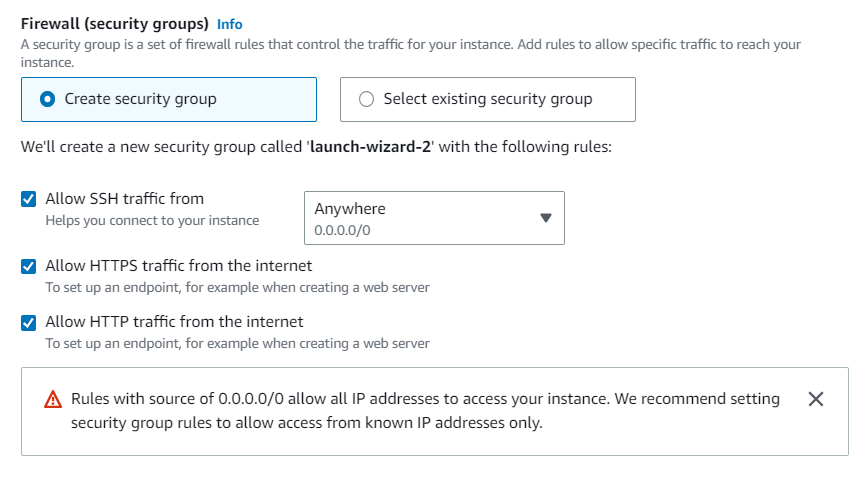 Firewall (security groups) Info
A security group is a set of firewall rules that control the traffic for your instance. Add rules to allow specific traffic to reach your
instance.
Create security group
Select existing security group
We'll create a new security group called 'launch-wizard-2' with the following rules:
Allow SSH traffic from
Helps you connect to your instance
Anywhere
0.0.0.0/0
Allow HTTPS traffic from the internet
To set up an endpoint, for example when creating a web server
Allow HTTP traffic from the internet
To set up an endpoint, for example when creating a web server
Rules with source of 0.0.0.0/0 allow all IP addresses to access your instance. We recommend setting
security group rules to allow access from known IP addresses only.